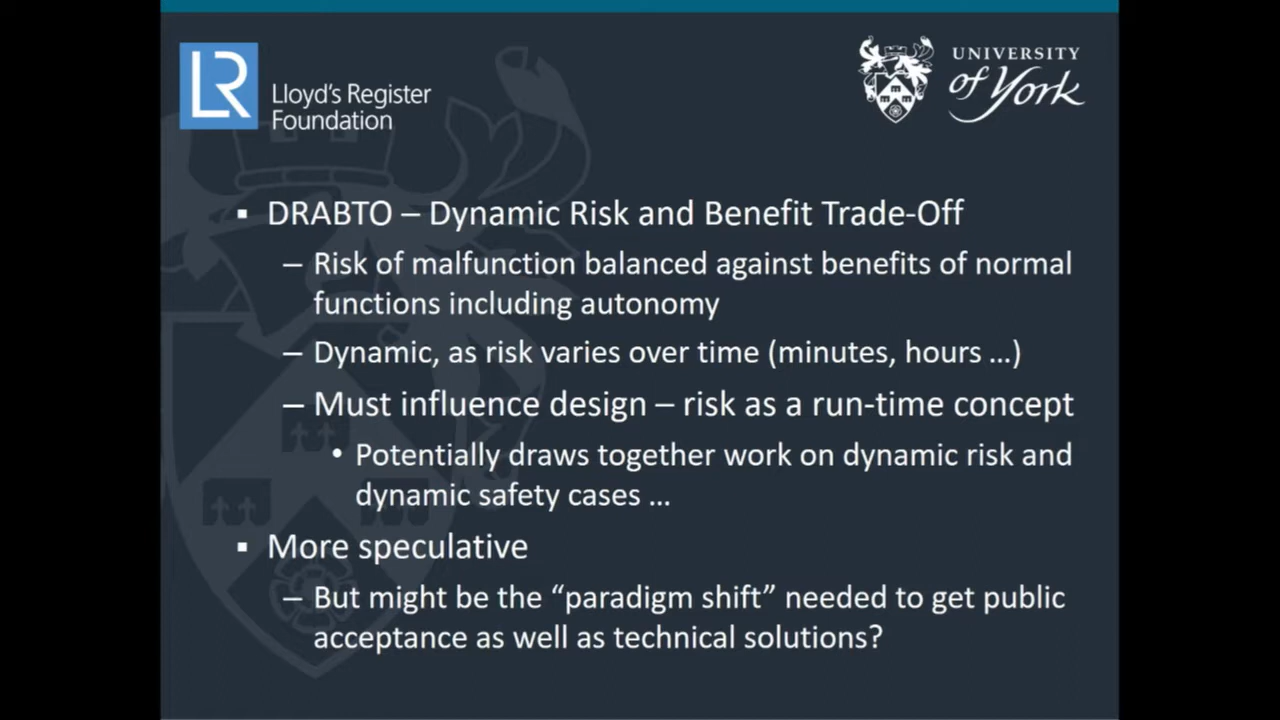 Lloyd's Register
Foundation
UNIVERSITY
of York
▪ DRABTO – Dynamic Risk and Benefit Trade-Off
– Risk of malfunction balanced against benefits of normal
functions including autonomy
– Dynamic, as risk varies over time (minutes, hours …)
– Must influence design – risk as a run-time concept
• Potentially draws together work on dynamic risk and
dynamic safety cases …
▪ More speculative
– But might be the “paradigm shift” needed to get public
acceptance as well as technical solutions?